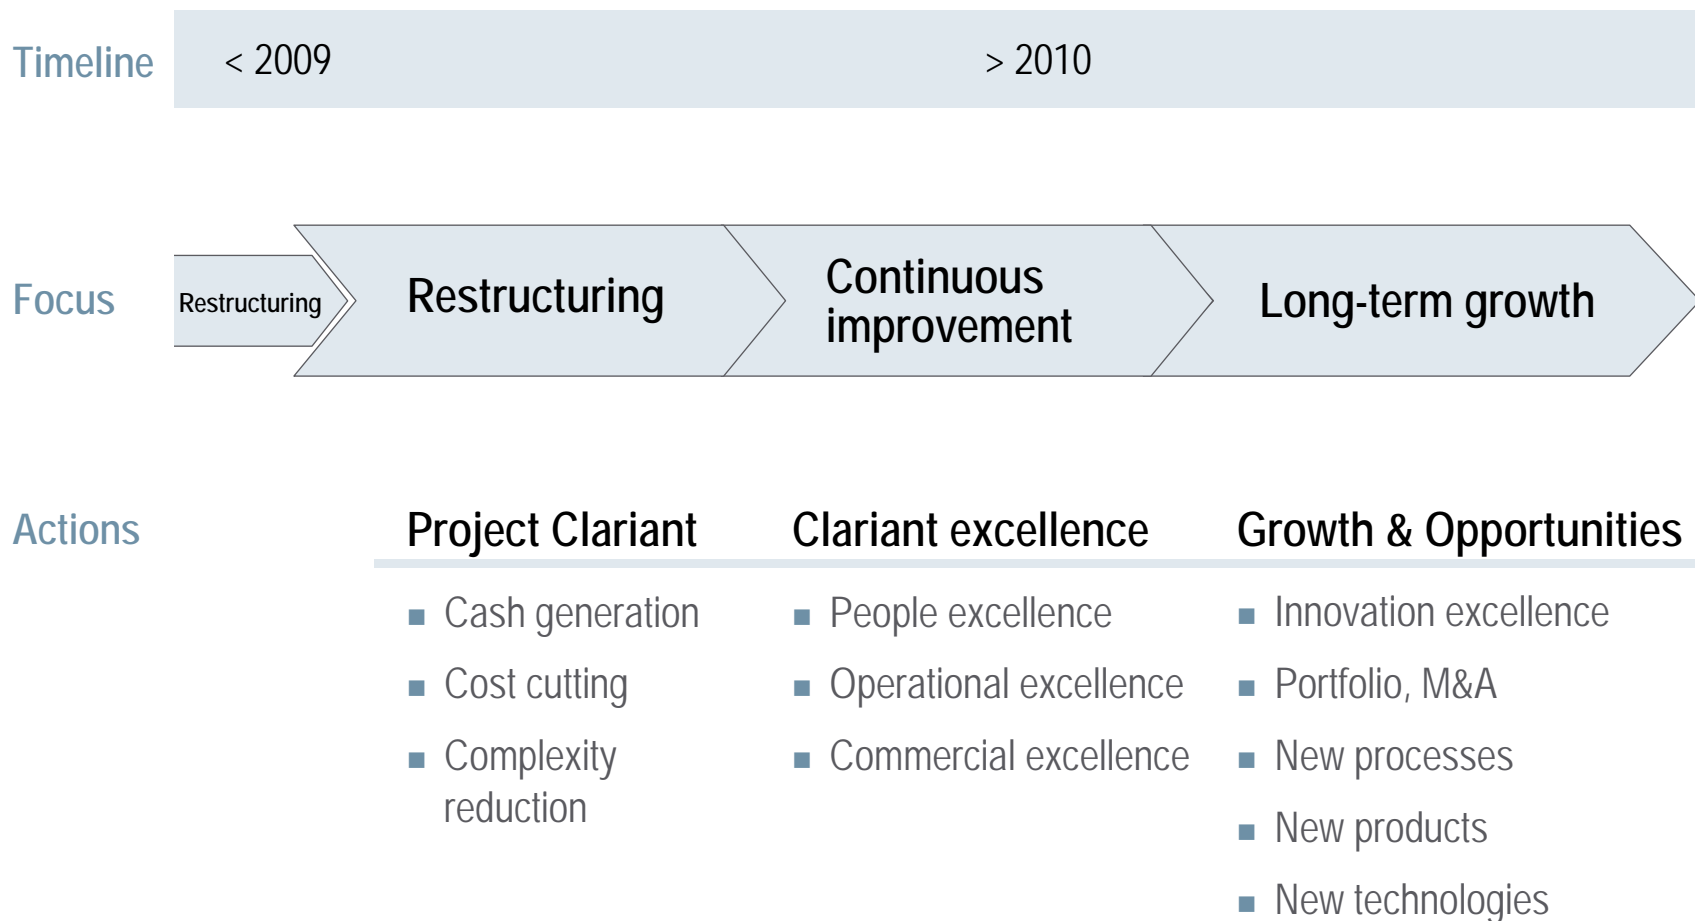 Timeline < 2009 > 2010
Focus Restructuring Restructuring Continuous improvement Long-term growth
Actions Project Clariant Clariant excellence Growth & Opportunities
■ Cash generation
■ Cost cutting
■ Complexity
reduction
■ People excellence
■ Operational excellence
■ Commercial excellence
■ Innovation excellence
■ Portfolio, M&A
■ New processes
■ New products
■ New technologies